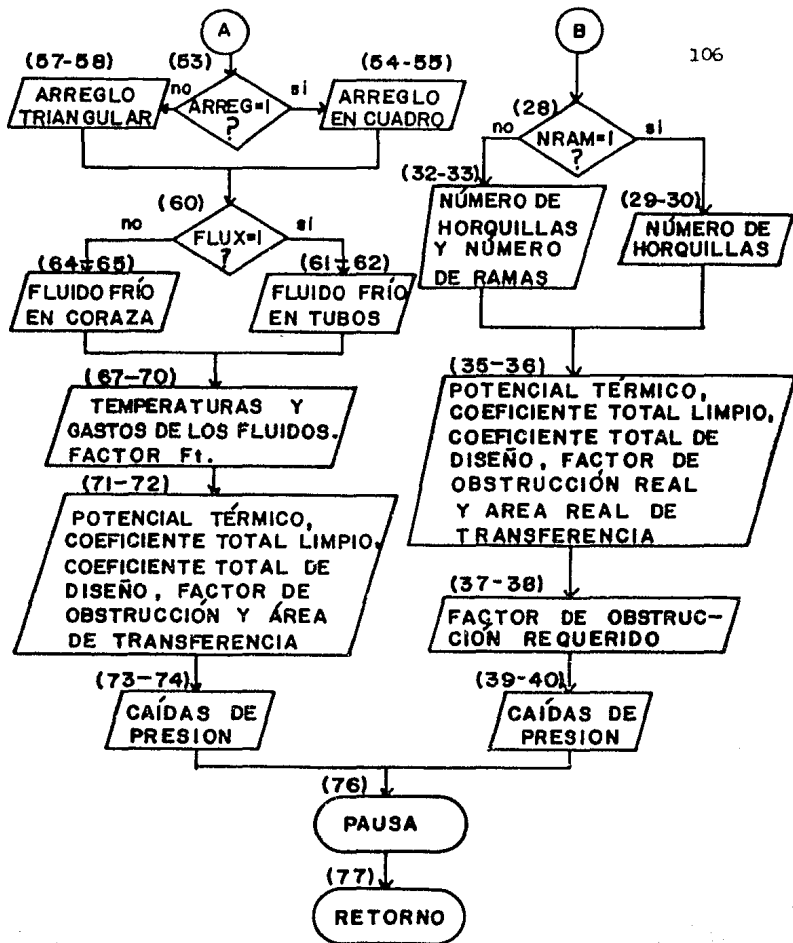 106
A
(53)
ARREG=1
?
no
sí
(57-58)
ARREGLO
TRIANGULAR
(54-55)
ARREGLO
EN CUADRO
(60)
FLUX=1
?
no
sí
(64-65)
FLUIDO FRÍO
EN CORAZA
(61-62)
FLUIDO FRÍO
EN TUBOS
(67-70)
TEMPERATURAS Y
GASTOS DE LOS FLUIDOS.
FACTOR Ft.
(71-72)
POTENCIAL TÉRMICO,
COEFICIENTE TOTAL LIMPIO,
COEFICIENTE TOTAL DE
DISEÑO, FACTOR DE
OBSTRUCCIÓN Y ÁREA
DE TRANSFERENCIA
(73-74)
CAÍDAS DE
PRESION
B
(28)
NRAM=1
?
no
sí
(32-33)
NÚMERO DE
HORQUILLAS
Y NÚMERO
DE RAMAS
(29-30)
NÚMERO DE
HORQUILLAS
(35-36)
POTENCIAL TÉRMICO,
COEFICIENTE TOTAL LIMPIO,
COEFICIENTE TOTAL DE
DISEÑO, FACTOR DE
OBSTRUCCIÓN REAL
Y AREA REAL DE
TRANSFERENCIA
(37-38)
FACTOR DE OBSTRUC-
CIÓN REQUERIDO
(39-40)
CAÍDAS DE
PRESION
(76)
PAUSA
(77)
RETORNO